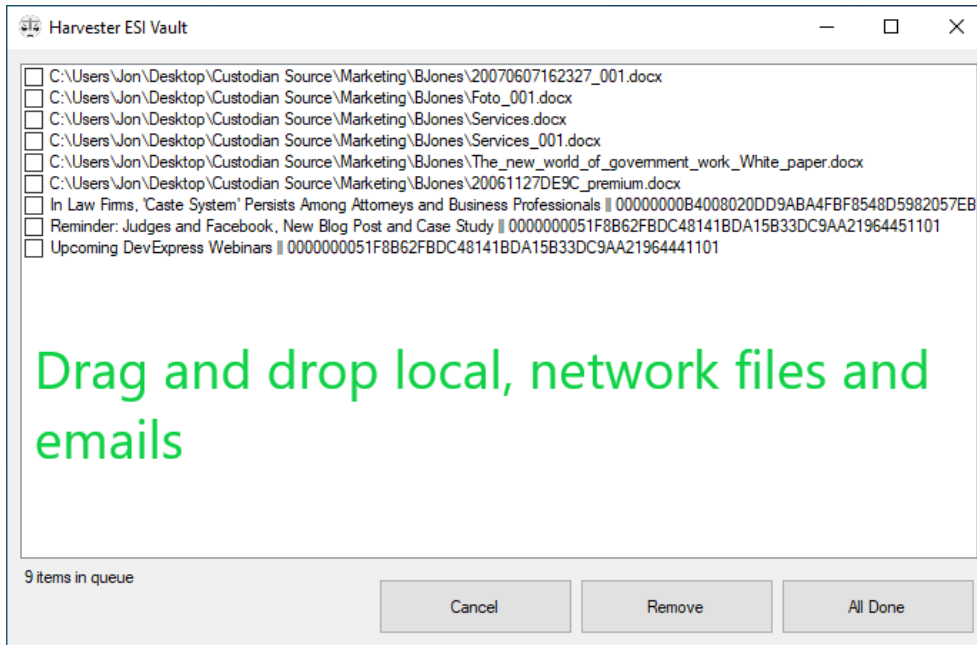 Harvester ESI Vault
C:\Users\Jon\Desktop\Custodian Source\Marketing\BJones\20070607162327_001.docx
C:\Users\Jon\Desktop\Custodian Source\Marketing\BJones\Foto_001.docx
C:\Users\Jon\Desktop\Custodian Source\Marketing\BJones\Services.docx
C:\Users\Jon\Desktop\Custodian Source\Marketing\BJones\Services_001.docx
C:\Users\Jon\Desktop\Custodian Source\Marketing\BJones\The_new_world_of_government_work_White_paper.docx
C:\Users\Jon\Desktop\Custodian Source\Marketing\BJones\20061127DE9C_premium.docx
In Law Firms, 'Caste System' Persists Among Attorneys and Business Professionals || 00000000B4008020DD9ABA4FBF8548D5982057EB
Reminder: Judges and Facebook, New Blog Post and Case Study || 0000000051F8B62FBDC48141BDA15B33DC9AA21964451101
Upcoming DevExpress Webinars || 0000000051F8B62FBDC48141BDA15B33DC9AA21964441101
Drag and drop local, network files and
emails
9 items in queue
Cancel Remove All Done